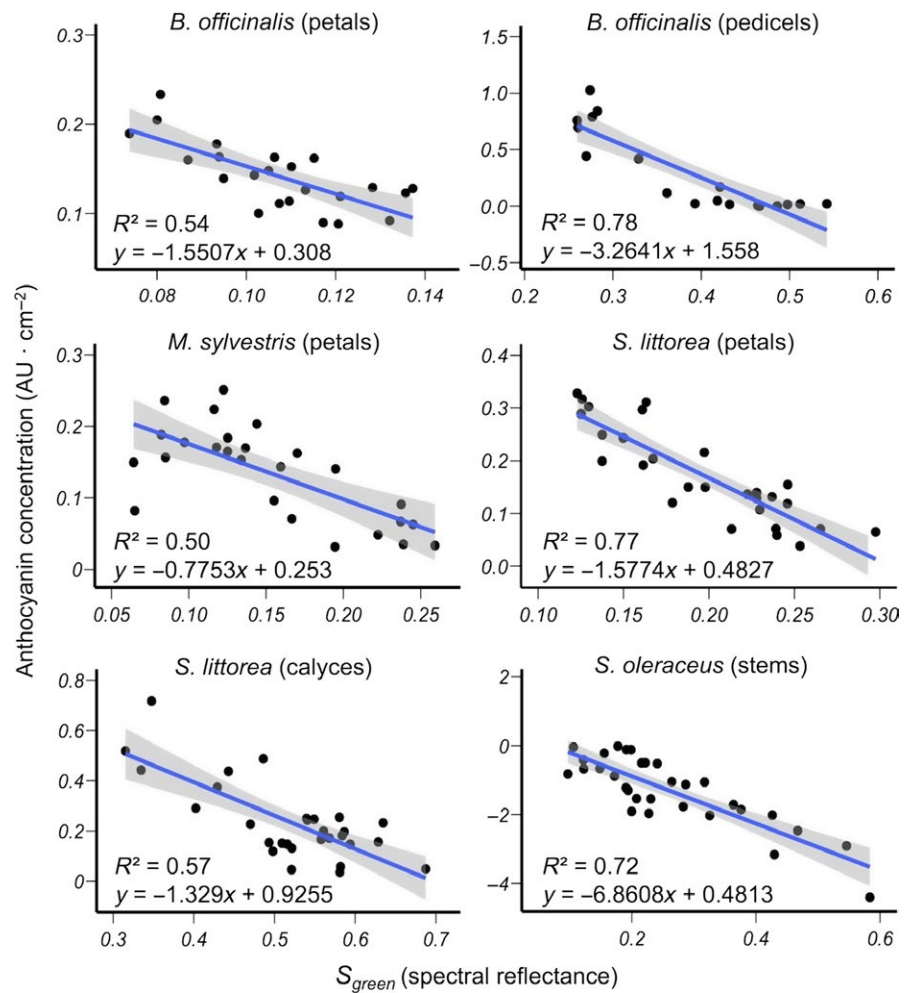 B. officinalis (petals)
0.3
0.2
0.1
R² = 0.54
y = −1.5507x + 0.308
0.08 0.10 0.12 0.14
B. officinalis (pedicels)
1.5
1.0
0.5
0.0
−0.5
R² = 0.78
y = −3.2641x + 1.558
0.2 0.3 0.4 0.5 0.6
Anthocyanin concentration (AU · cm⁻²)
M. sylvestris (petals)
0.3
0.2
0.1
0
R² = 0.50
y = −0.7753x + 0.253
0.05 0.10 0.15 0.20 0.25
S. littorea (petals)
0.4
0.3
0.2
0.1
0.0
R² = 0.77
y = −1.5774x + 0.4827
0.10 0.15 0.20 0.25 0.30
S. littorea (calyces)
0.8
0.6
0.4
0.2
0
R² = 0.57
y = −1.329x + 0.9255
0.3 0.4 0.5 0.6 0.7
S. oleraceus (stems)
2
0
−2
−4
R² = 0.72
y = −6.8608x + 0.4813
0.2 0.4 0.6
S green (spectral reflectance)